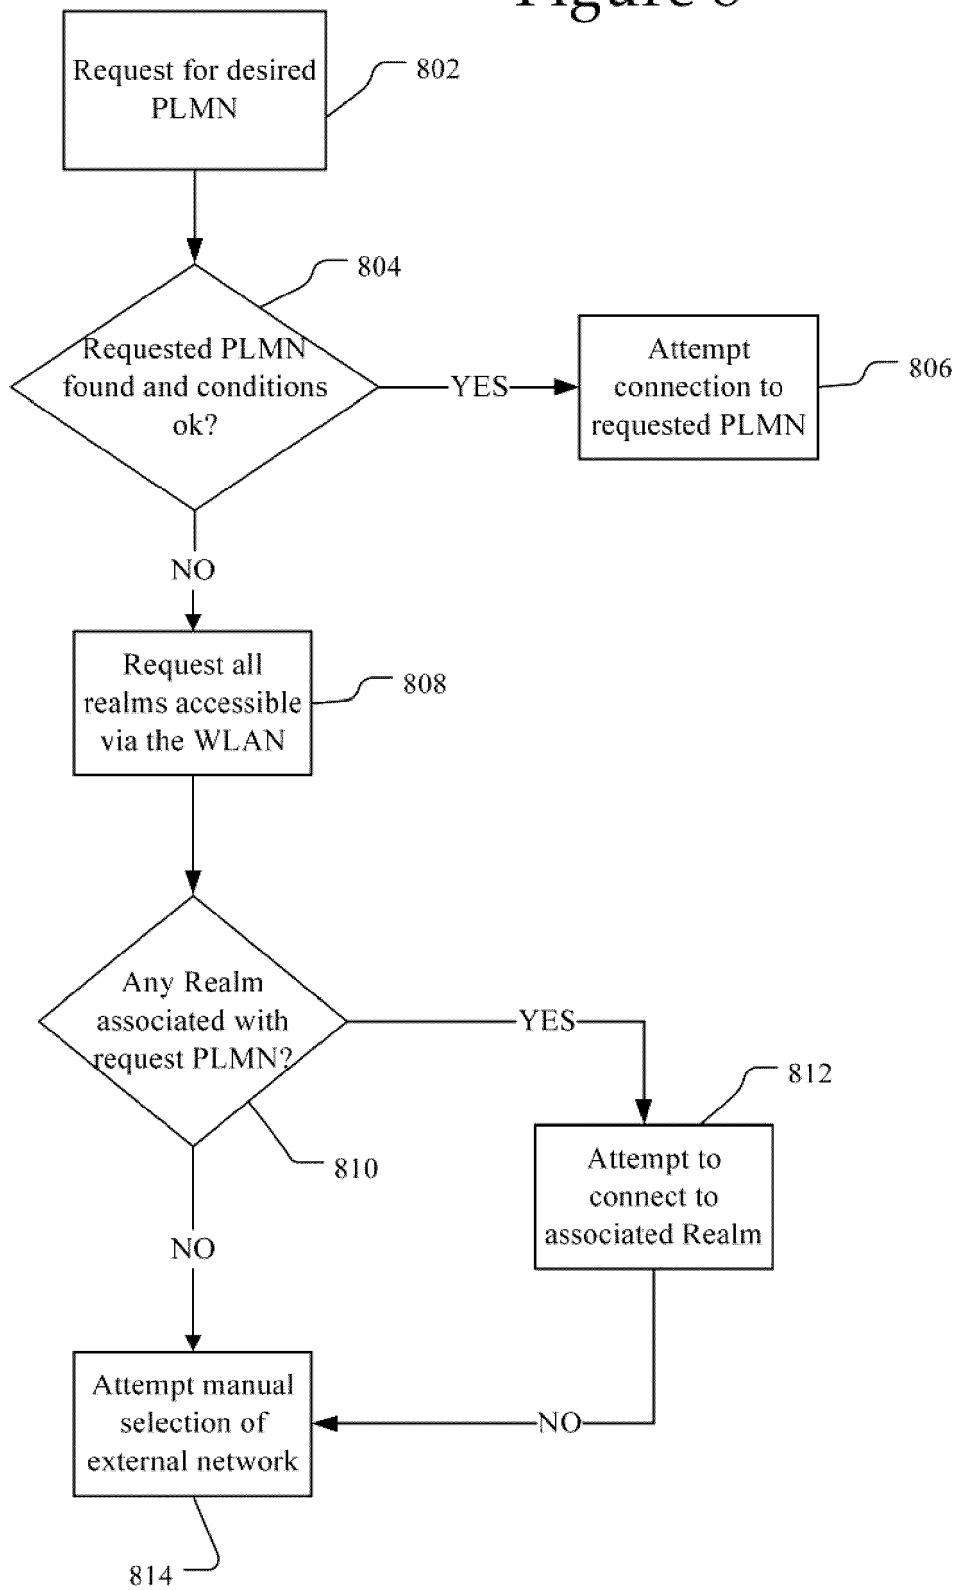 Request for desired
PLMN
802
804
Requested PLMN
found and conditions
ok?
YES
Attempt
connection to
requested PLMN
806
NO
Request all
realms accessible
via the WLAN
808
Any Realm
associated with
request PLMN?
YES
812
810
Attempt to
connect to
associated Realm
NO
Attempt manual
selection of
external network
NO
814